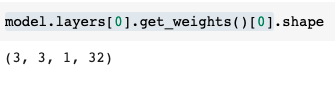 model.layers[0].get_weights()[0].shape
(3, 3, 1, 32)